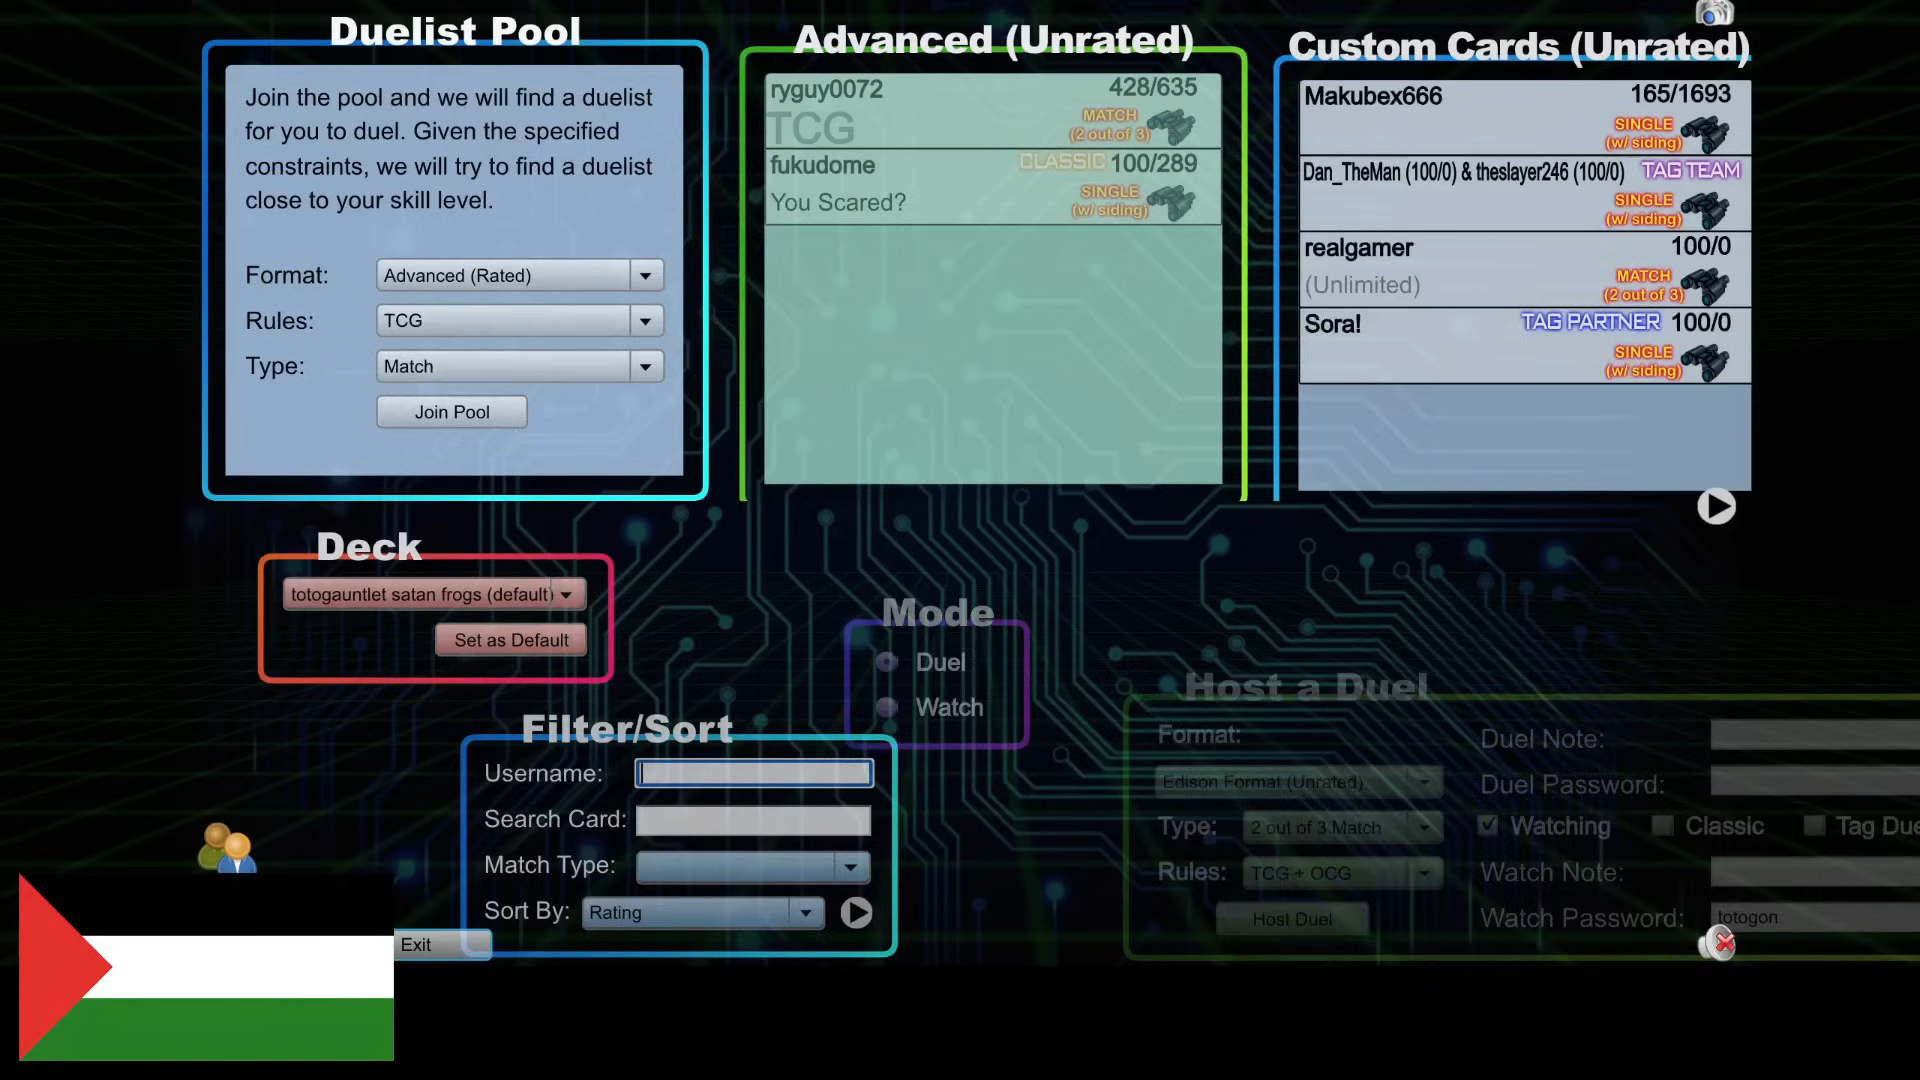 Duelist Pool
Join the pool and we will find a duelist
for you to duel. Given the specified
constraints, we will try to find a duelist
close to your skill level.
Format: Advanced (Rated)
Rules: TCG
Type: Match
Join Pool
Advanced (Unrated)
ryguy0072 428/635
TCG MATCH
(2 out of 3)
fukudome CLASSIC 100/289
You Scared? SINGLE
(w/ siding)
Custom Cards (Unrated)
Makubex666 165/1693
SINGLE
(w/ siding)
Dan_TheMan (100/0) & theslayer246 (100/0) TAG TEAM
SINGLE
(w/ siding)
realgamer 100/0
(Unlimited) MATCH
(2 out of 3)
Sora! TAG PARTNER 100/0
SINGLE
(w/ siding)
Deck
totogauntlet satan frogs (default)
Set as Default
Mode
Duel
Watch
Filter/Sort
Username:
Search Card:
Match Type:
Sort By: Rating
Exit
Host a Duel
Format:
Edison Format (Unrated)
Type: 2 out of 3 Match
Rules: TCG + OCG
Host Duel
Duel Note:
Duel Password:
Watching Classic Tag Due
Watch Note:
Watch Password: totogon